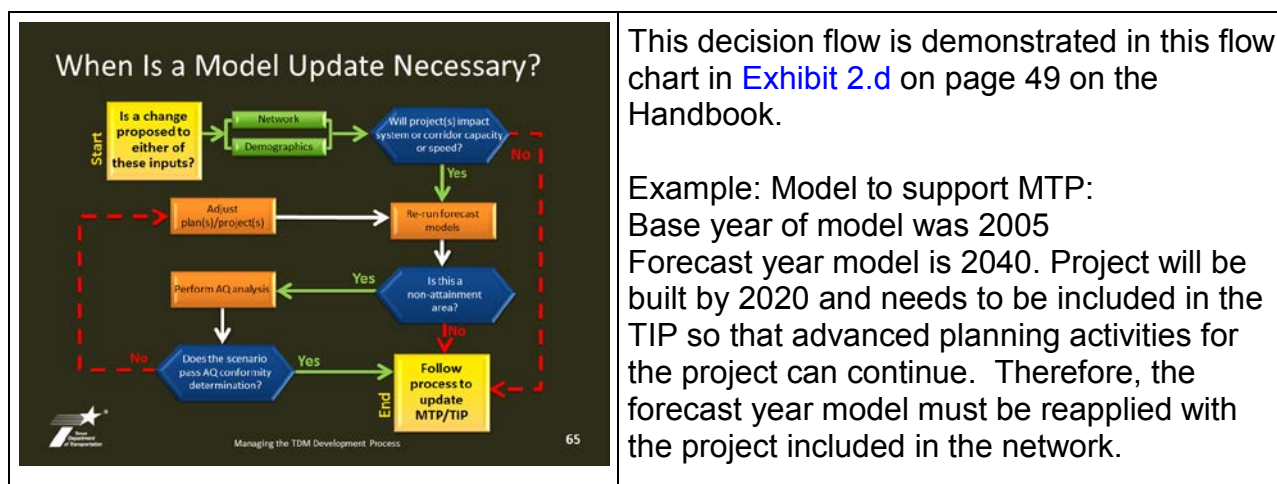 When Is a Model Update Necessary?
Start
Is a change
proposed to
either of
these inputs?
Network
Demographics
Will project(s) impact
system or corridor capacity
or speed?
No
Yes
Adjust
plan(s)/project(s)
Re-run forecast
models
Perform AQ analysis
Yes
Is this a
non-attainment
area?
No
No
Does the scenario
pass AQ conformity
determination?
Yes
End
Follow
process to
update
MTP/TIP
Texas
Department
of Transportation
Managing the TDM Development Process
65
This decision flow is demonstrated in this flow
chart in Exhibit 2.d on page 49 on the
Handbook.
Example: Model to support MTP:
Base year of model was 2005
Forecast year model is 2040. Project will be
built by 2020 and needs to be included in the
TIP so that advanced planning activities for
the project can continue.  Therefore, the
forecast year model must be reapplied with
the project included in the network.